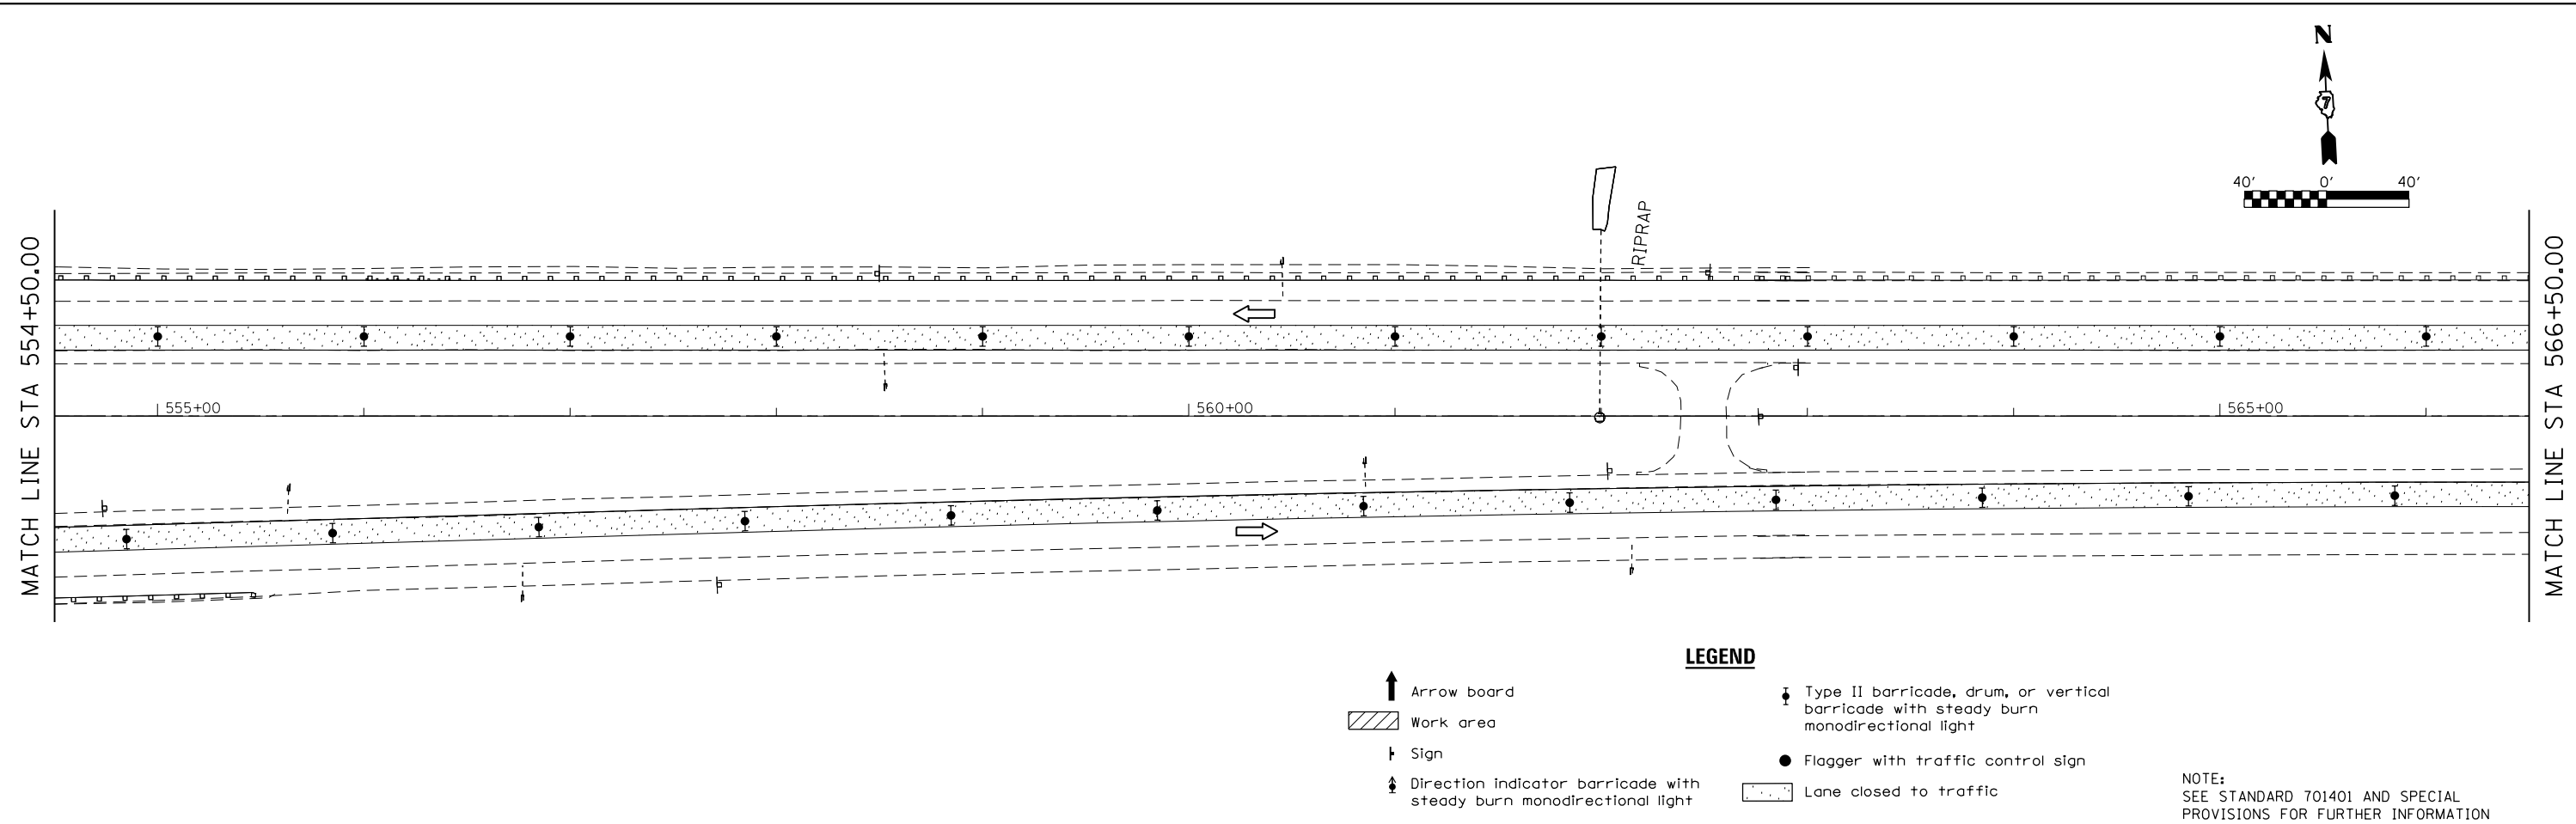 N
7
40' 0' 40'
MATCH LINE STA 554+50.00
RIPRAP
555+00
560+00
565+00
MATCH LINE STA 566+50.00
LEGEND
Arrow board
Work area
Sign
Direction indicator barricade with
steady burn monodirectional light
Type II barricade, drum, or vertical
barricade with steady burn
monodirectional light
Flagger with traffic control sign
Lane closed to traffic
NOTE:
SEE STANDARD 701401 AND SPECIAL
PROVISIONS FOR FURTHER INFORMATION